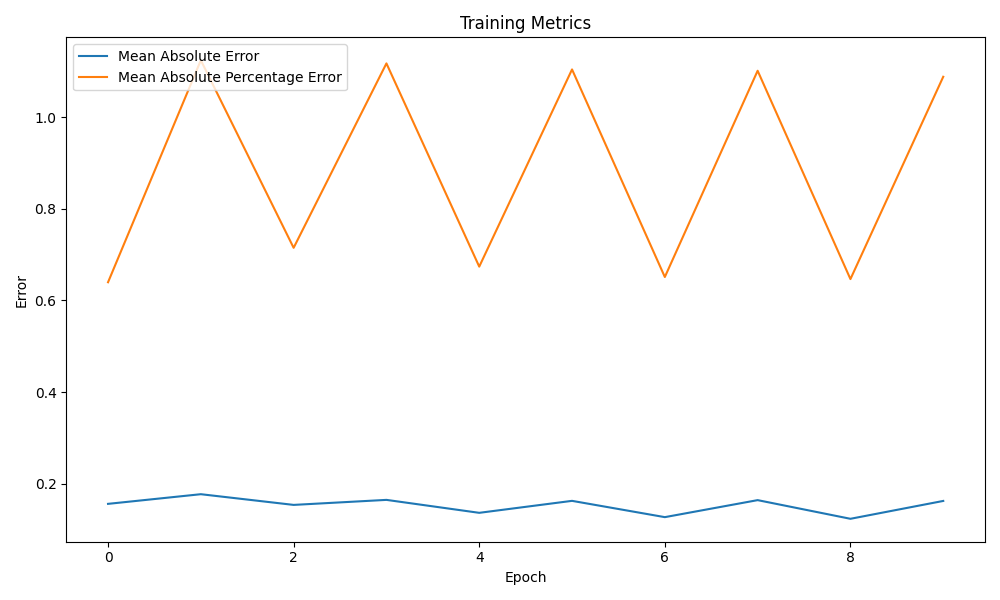 Training Metrics
Mean Absolute Error
Mean Absolute Percentage Error
Error
1.0
0.8
0.6
0.4
0.2
0
2
4
6
8
Epoch